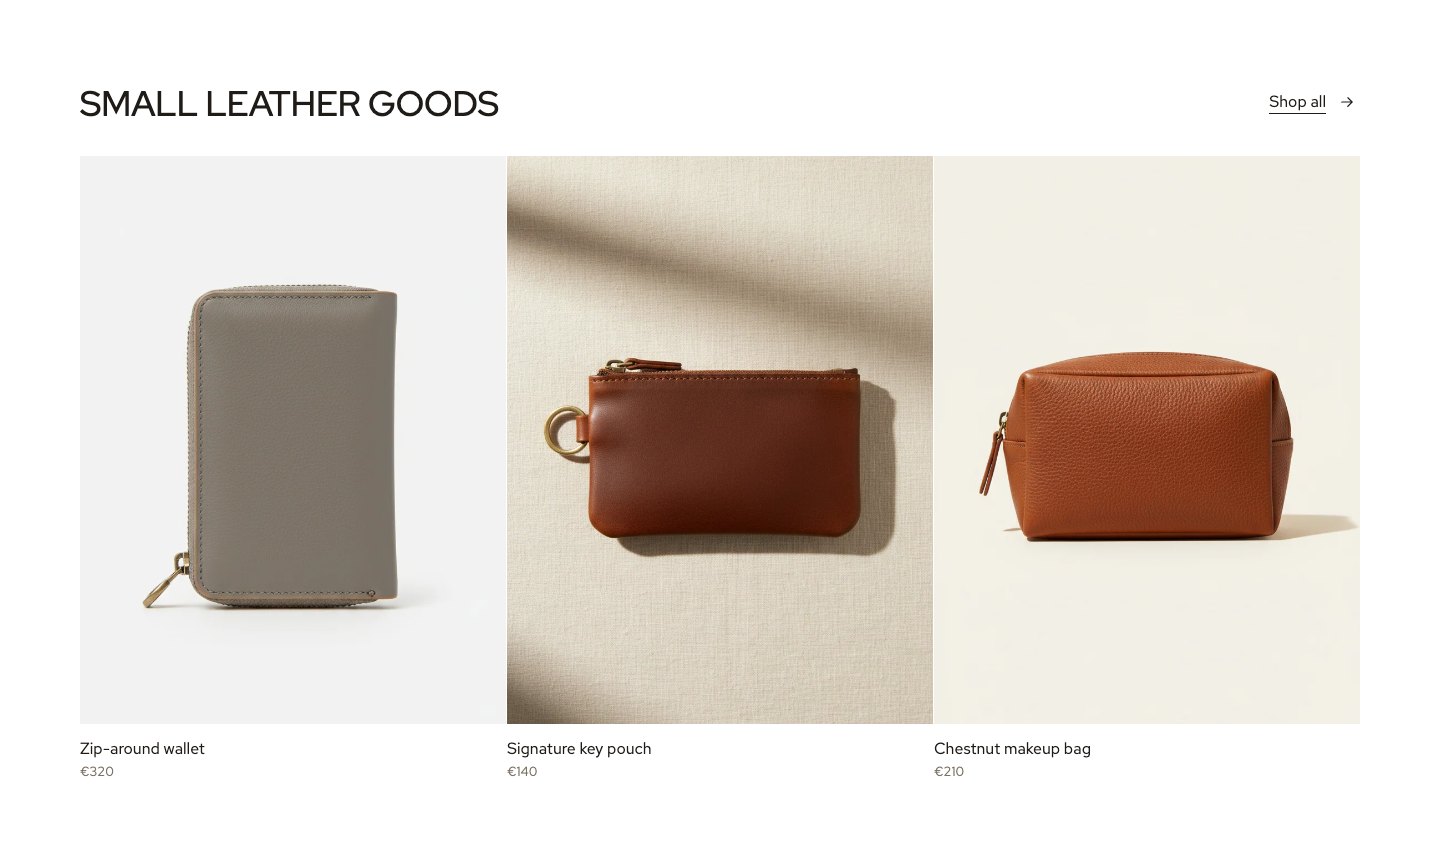 SMALL LEATHER GOODS
Shop all
Zip-around wallet
€320
Signature key pouch
€140
Chestnut makeup bag
€210